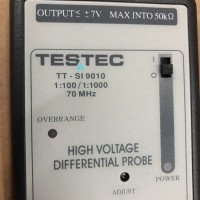 OUTPUT ≤ ± 7V MAX INTO 50kΩ
TESTEC
TT - SI 9010
1:100 / 1:1000
70 MHz
I
O
OVERRANGE
HIGH VOLTAGE
DIFFERENTIAL PROBE
POWER
ADJUST